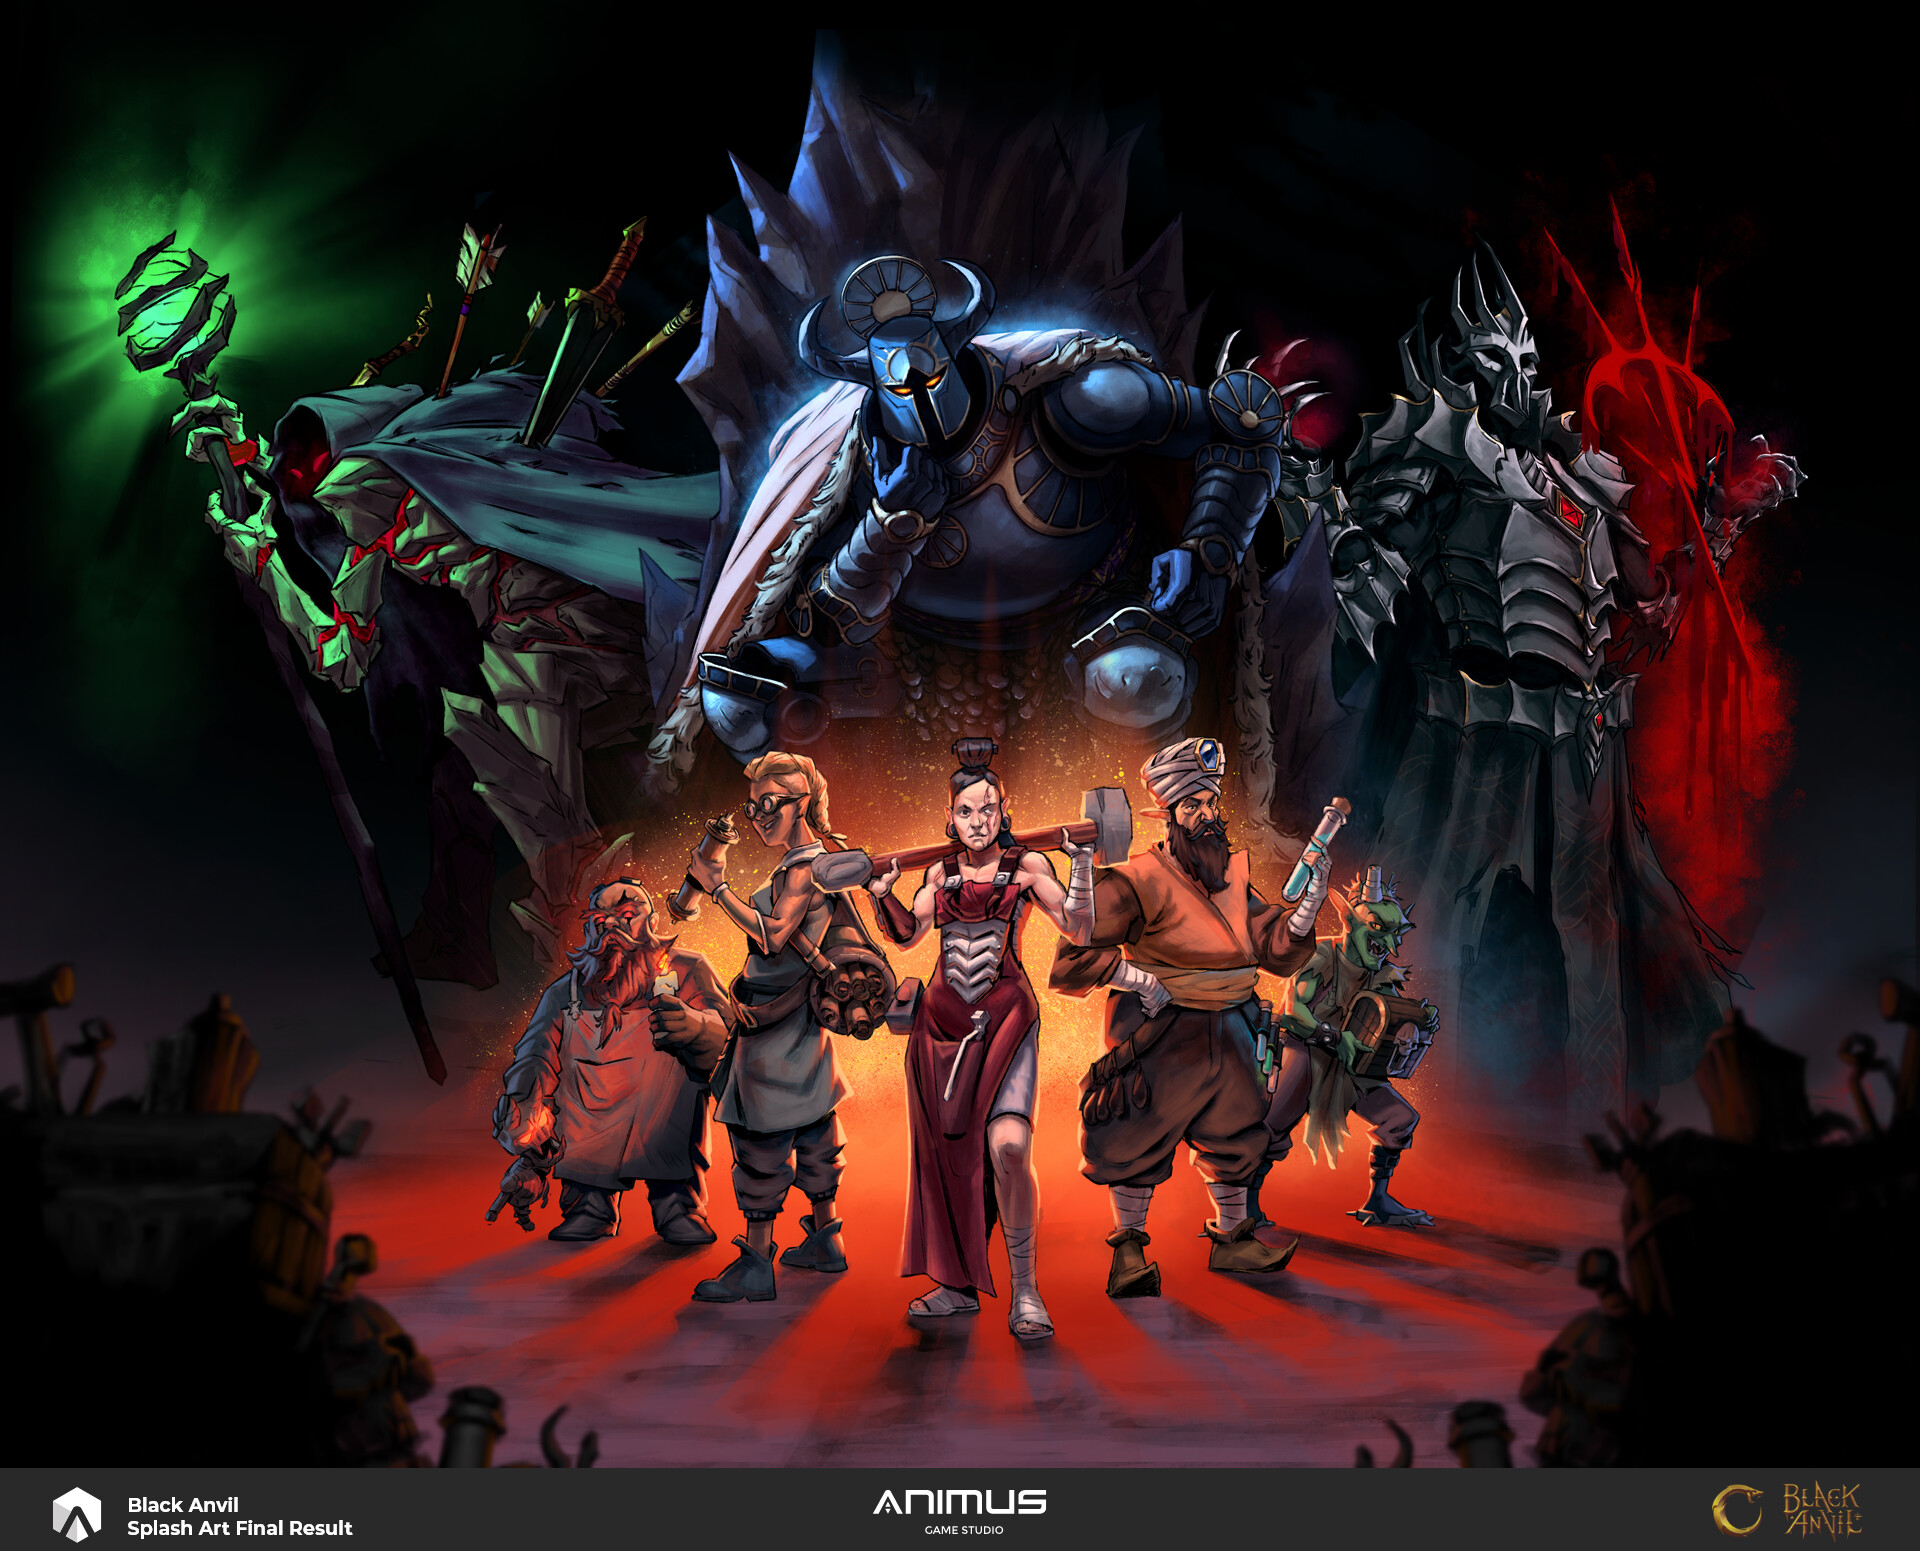 Black Anvil
Splash Art Final Result
ANIMUS
GAME STUDIO
BLACK
ANVIL